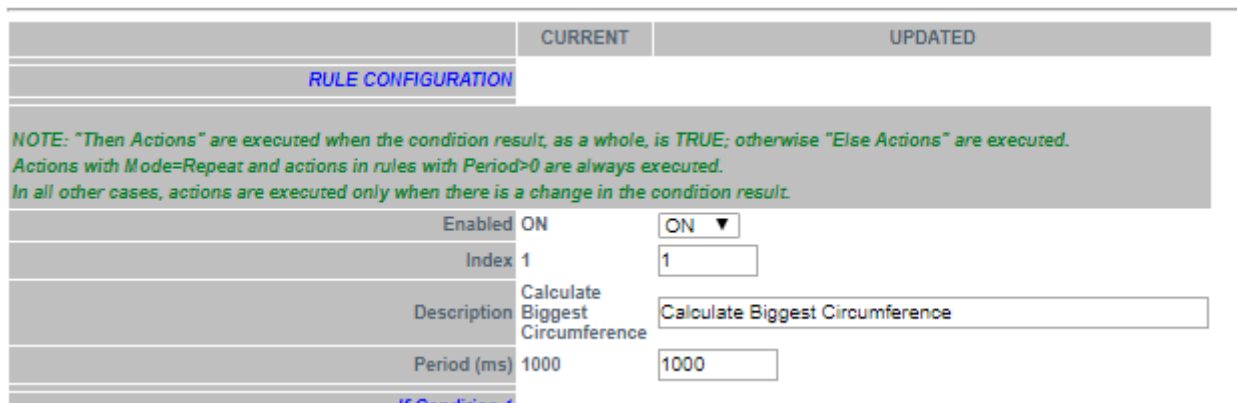 CURRENT UPDATED
RULE CONFIGURATION
NOTE: "Then Actions" are executed when the condition result, as a whole, is TRUE; otherwise "Else Actions" are executed.
Actions with Mode=Repeat and actions in rules with Period>0 are always executed.
In all other cases, actions are executed only when there is a change in the condition result.
Enabled ON ON
Index 1 1
Description Calculate Biggest Circumference Calculate Biggest Circumference
Period (ms) 1000 1000
If Condition 1